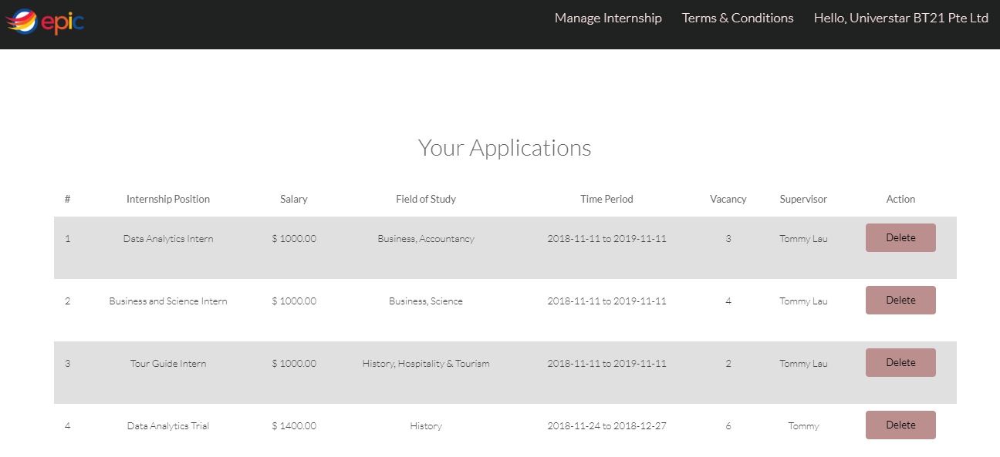 epic
Manage Internship Terms & Conditions Hello, Universtar BT21 Pte Ltd
Your Applications
# Internship Position Salary Field of Study Time Period Vacancy Supervisor Action
1 Data Analytics Intern $ 1000.00 Business, Accountancy 2018-11-11 to 2019-11-11 3 Tommy Lau Delete
2 Business and Science Intern $ 1000.00 Business, Science 2018-11-11 to 2019-11-11 4 Tommy Lau Delete
3 Tour Guide Intern $ 1000.00 History, Hospitality & Tourism 2018-11-11 to 2019-11-11 2 Tommy Lau Delete
4 Data Analytics Trial $ 1400.00 History 2018-11-24 to 2018-12-27 6 Tommy Delete